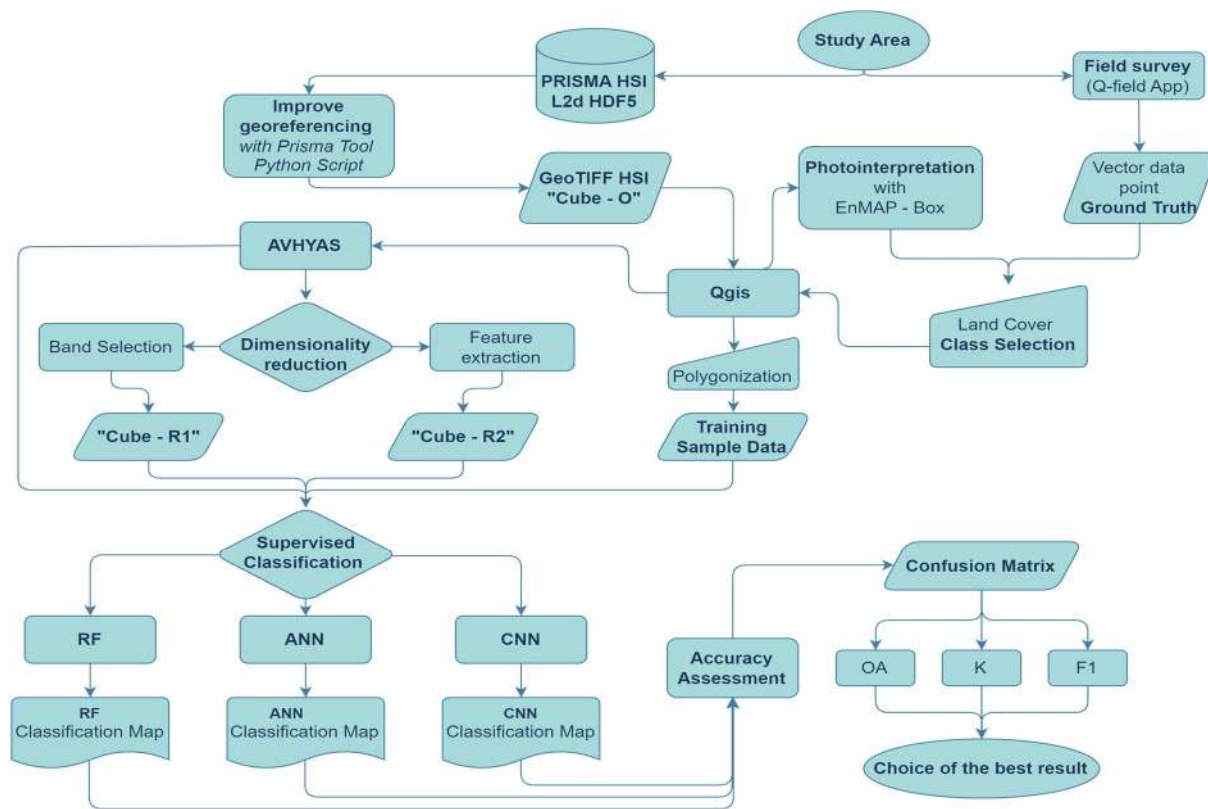 Study Area
PRISMA HSI
L2d HDF5
Field survey
(Q-field App)
Improve
georeferencing
with Prisma Tool
Python Script
GeoTIFF HSI
"Cube - O"
Photointerpretation
with
EnMAP - Box
Vector data
point
Ground Truth
AVHYAS
Qgis
Land Cover
Class Selection
Band Selection
Dimensionality
reduction
Feature
extraction
Polygonization
"Cube - R1"
"Cube - R2"
Training
Sample Data
Supervised
Classification
RF
ANN
CNN
RF
Classification Map
ANN
Classification Map
CNN
Classification Map
Accuracy
Assessment
Confusion Matrix
OA
K
F1
Choice of the best result